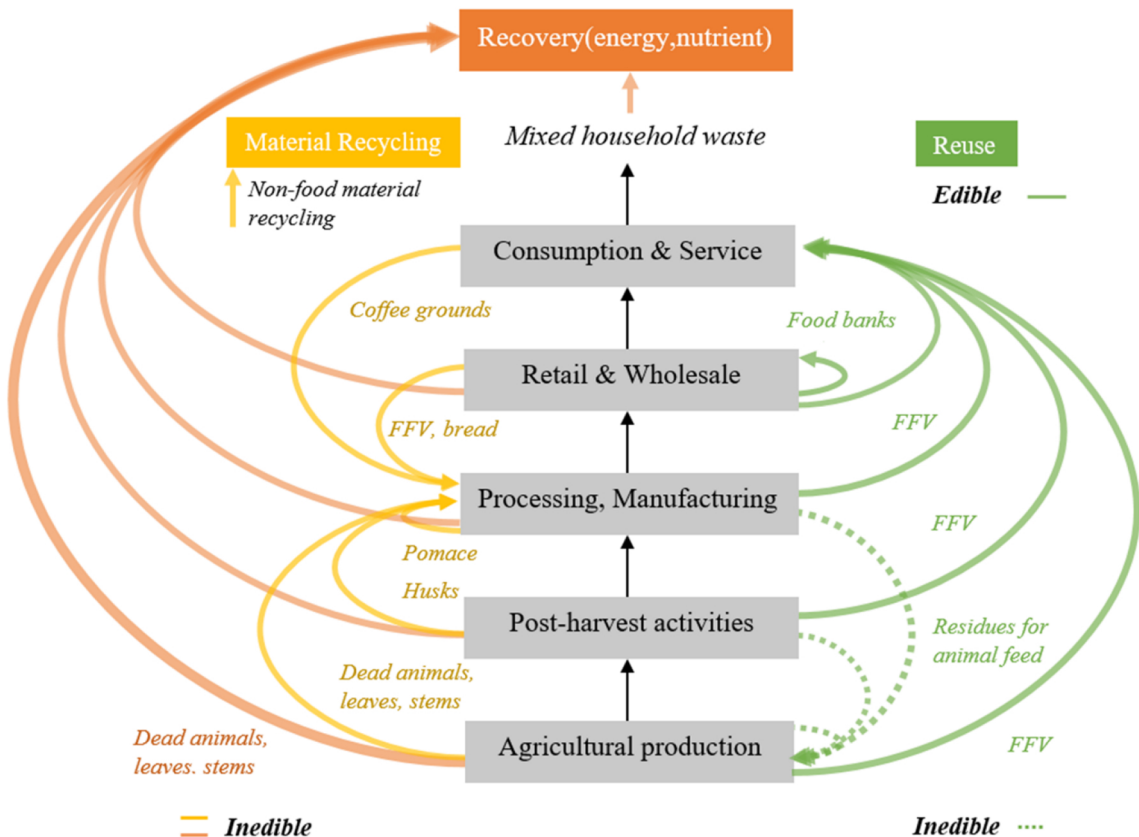 Recovery(energy,nutrient)
Material Recycling
Mixed household waste
Reuse
Non-food material
recycling
Edible
Consumption & Service
Coffee grounds
Food banks
Retail & Wholesale
FFV, bread
FFV
Processing, Manufacturing
Pomace
FFV
Husks
Post-harvest activities
Residues for
animal feed
Dead animals,
leaves, stems
Agricultural production
Dead animals,
leaves. stems
FFV
Inedible
Inedible